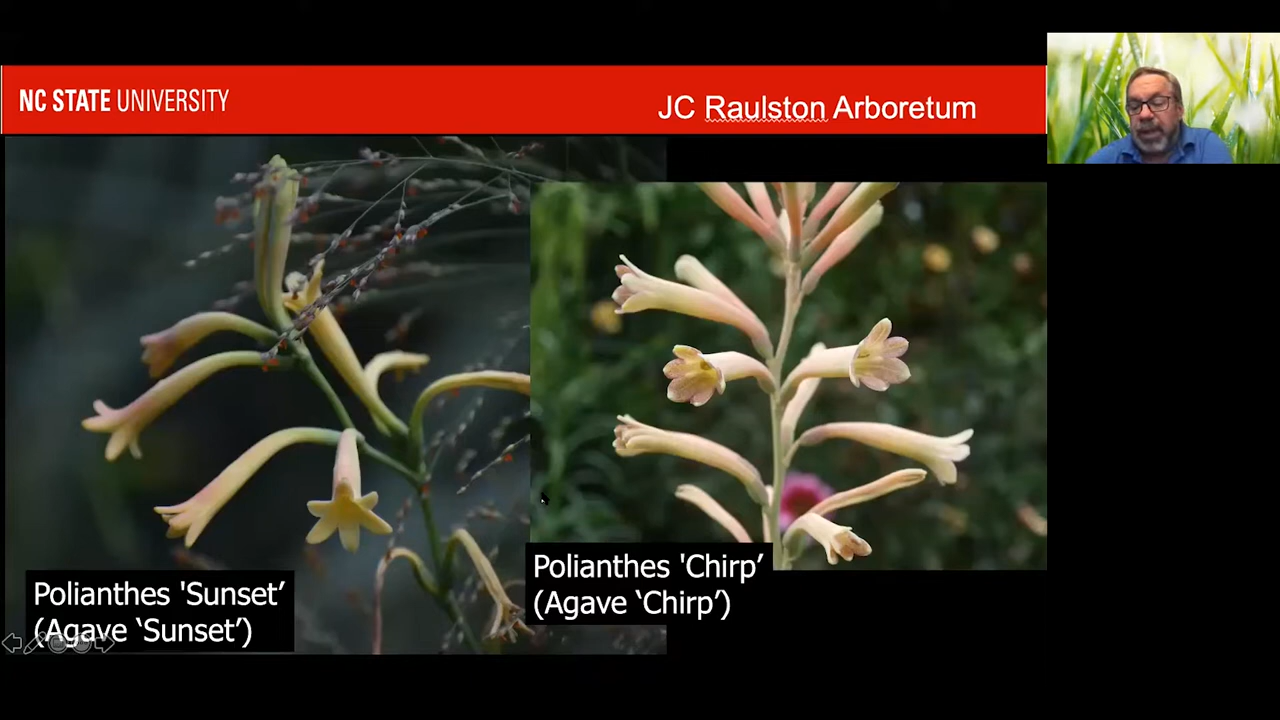 NC STATE UNIVERSITY
JC Raulston Arboretum
Polianthes 'Sunset’
(Agave ‘Sunset’)
Polianthes 'Chirp’
(Agave ‘Chirp’)